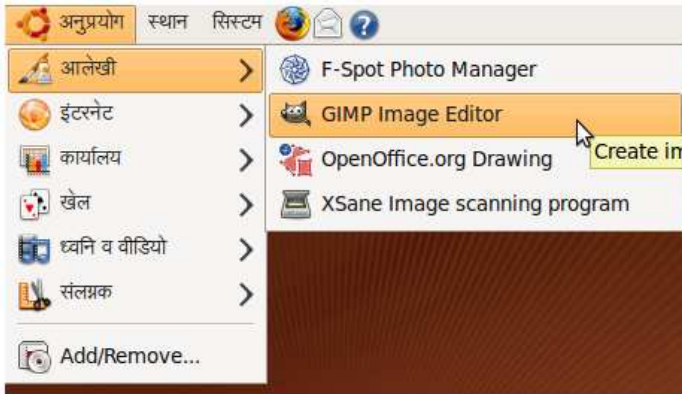 अनुप्रयोग स्थान सिस्टम
आलेखी
इंटरनेट
कार्यालय
खेल
ध्वनि व वीडियो
संलग्नक
Add/Remove...
F-Spot Photo Manager
GIMP Image Editor
OpenOffice.org Drawing
XSane Image scanning program
Create im